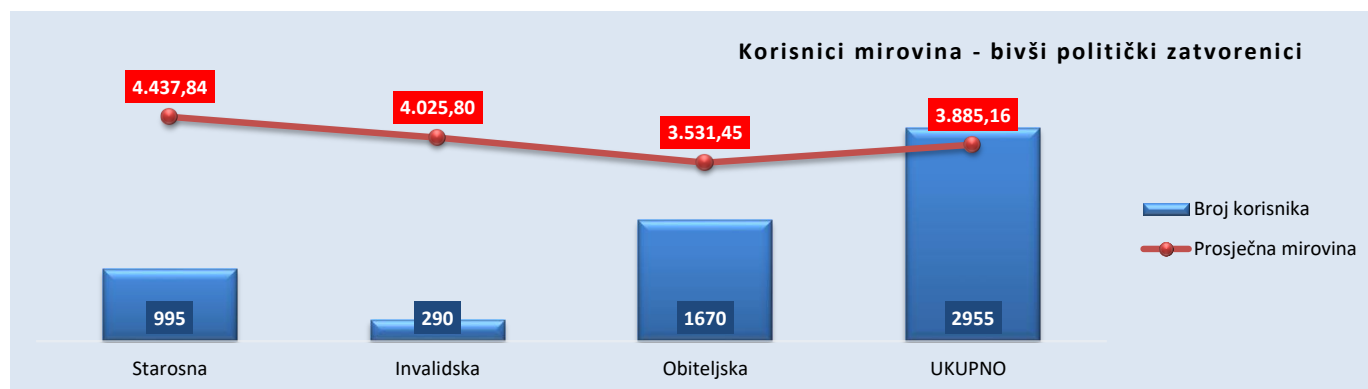 Korisnici mirovina - bivši politički zatvorenici
4.437,84
4.025,80
3.531,45
3.885,16
995
290
1670
2955
Starosna
Invalidska
Obiteljska
UKUPNO
Broj korisnika
Prosječna mirovina